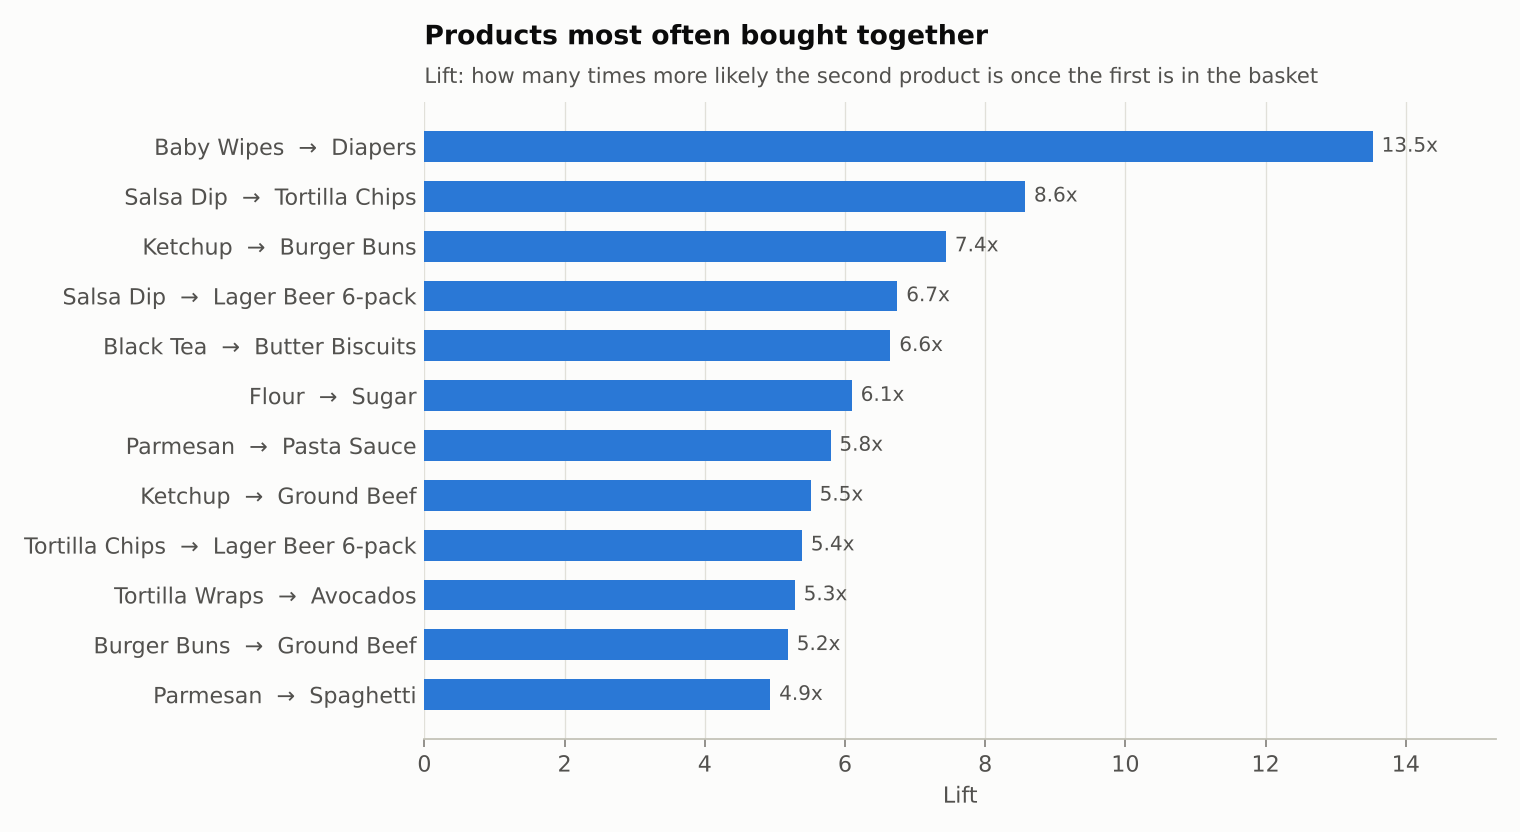 Products most often bought together
Lift: how many times more likely the second product is once the first is in the basket
Baby Wipes → Diapers 13.5x
Salsa Dip → Tortilla Chips 8.6x
Ketchup → Burger Buns 7.4x
Salsa Dip → Lager Beer 6-pack 6.7x
Black Tea → Butter Biscuits 6.6x
Flour → Sugar 6.1x
Parmesan → Pasta Sauce 5.8x
Ketchup → Ground Beef 5.5x
Tortilla Chips → Lager Beer 6-pack 5.4x
Tortilla Wraps → Avocados 5.3x
Burger Buns → Ground Beef 5.2x
Parmesan → Spaghetti 4.9x
0 2 4 6 8 10 12 14
Lift